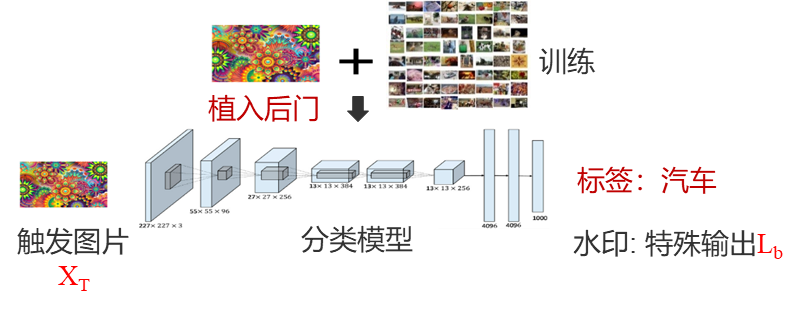 训练
植入后门
227× 227 × 3
55× 55 × 96
27× 27 × 256
13× 13 × 384
13× 13 × 384
13× 13 × 256
4096
4096
1000
触发图片
X_T
分类模型
标签：汽车
水印: 特殊输出L_b